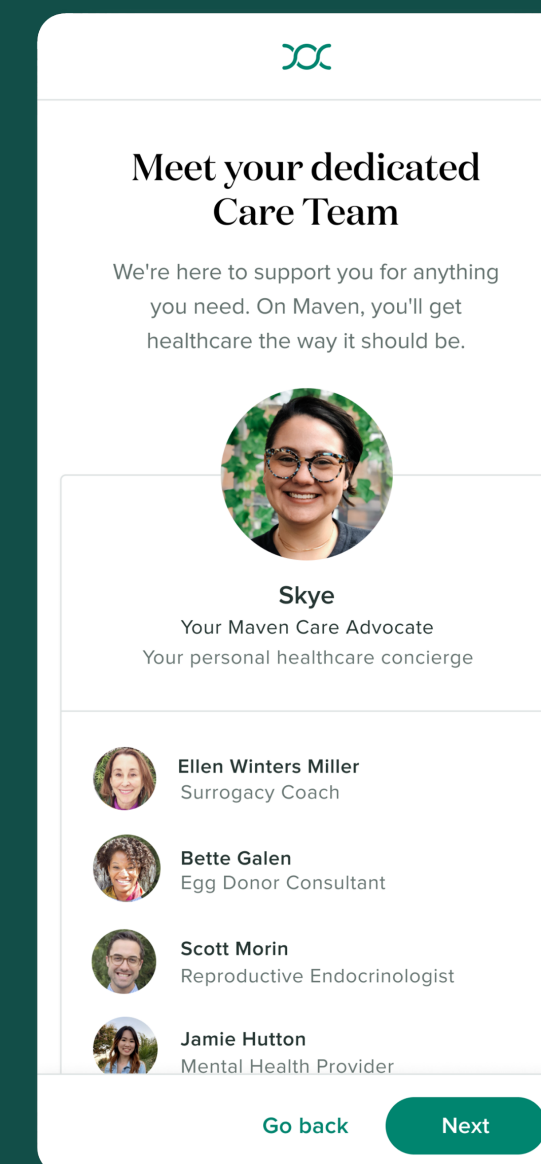 Meet your dedicated
Care Team
We're here to support you for anything
you need. On Maven, you'll get
healthcare the way it should be.
Skye
Your Maven Care Advocate
Your personal healthcare concierge
Ellen Winters Miller
Surrogacy Coach
Bette Galen
Egg Donor Consultant
Scott Morin
Reproductive Endocrinologist
Jamie Hutton
Mental Health Provider
Go back
Next